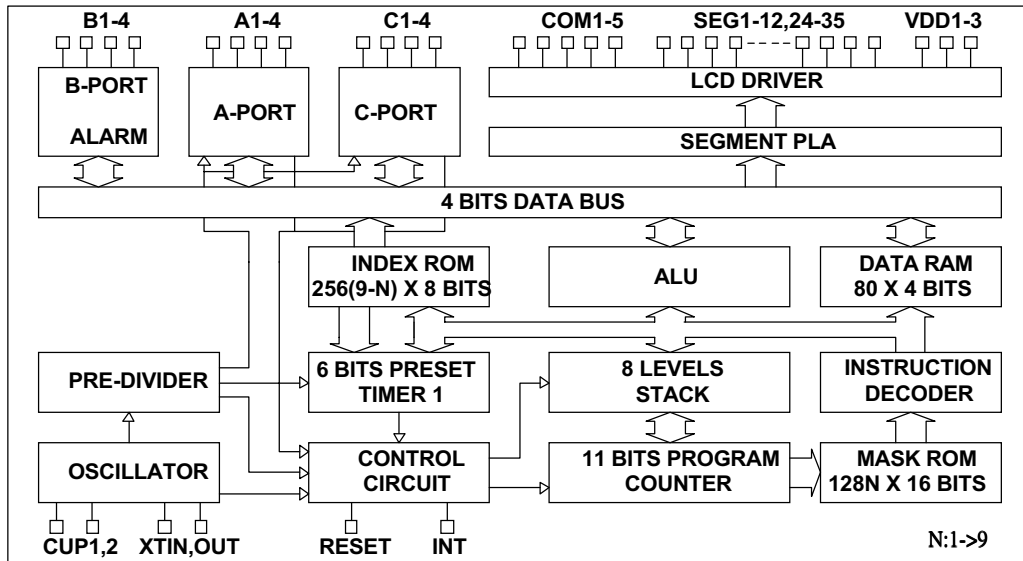 B1-4 A1-4 C1-4 COM1-5 SEG1-12,24-35 VDD1-3
B-PORT
ALARM
A-PORT
C-PORT
LCD DRIVER
SEGMENT PLA
4 BITS DATA BUS
INDEX ROM
256(9-N) X 8 BITS
ALU
DATA RAM
80 X 4 BITS
PRE-DIVIDER
6 BITS PRESET
TIMER 1
8 LEVELS
STACK
INSTRUCTION
DECODER
OSCILLATOR
CONTROL
CIRCUIT
11 BITS PROGRAM
COUNTER
MASK ROM
128N X 16 BITS
CUP1,2 XTIN,OUT RESET INT
N:1->9